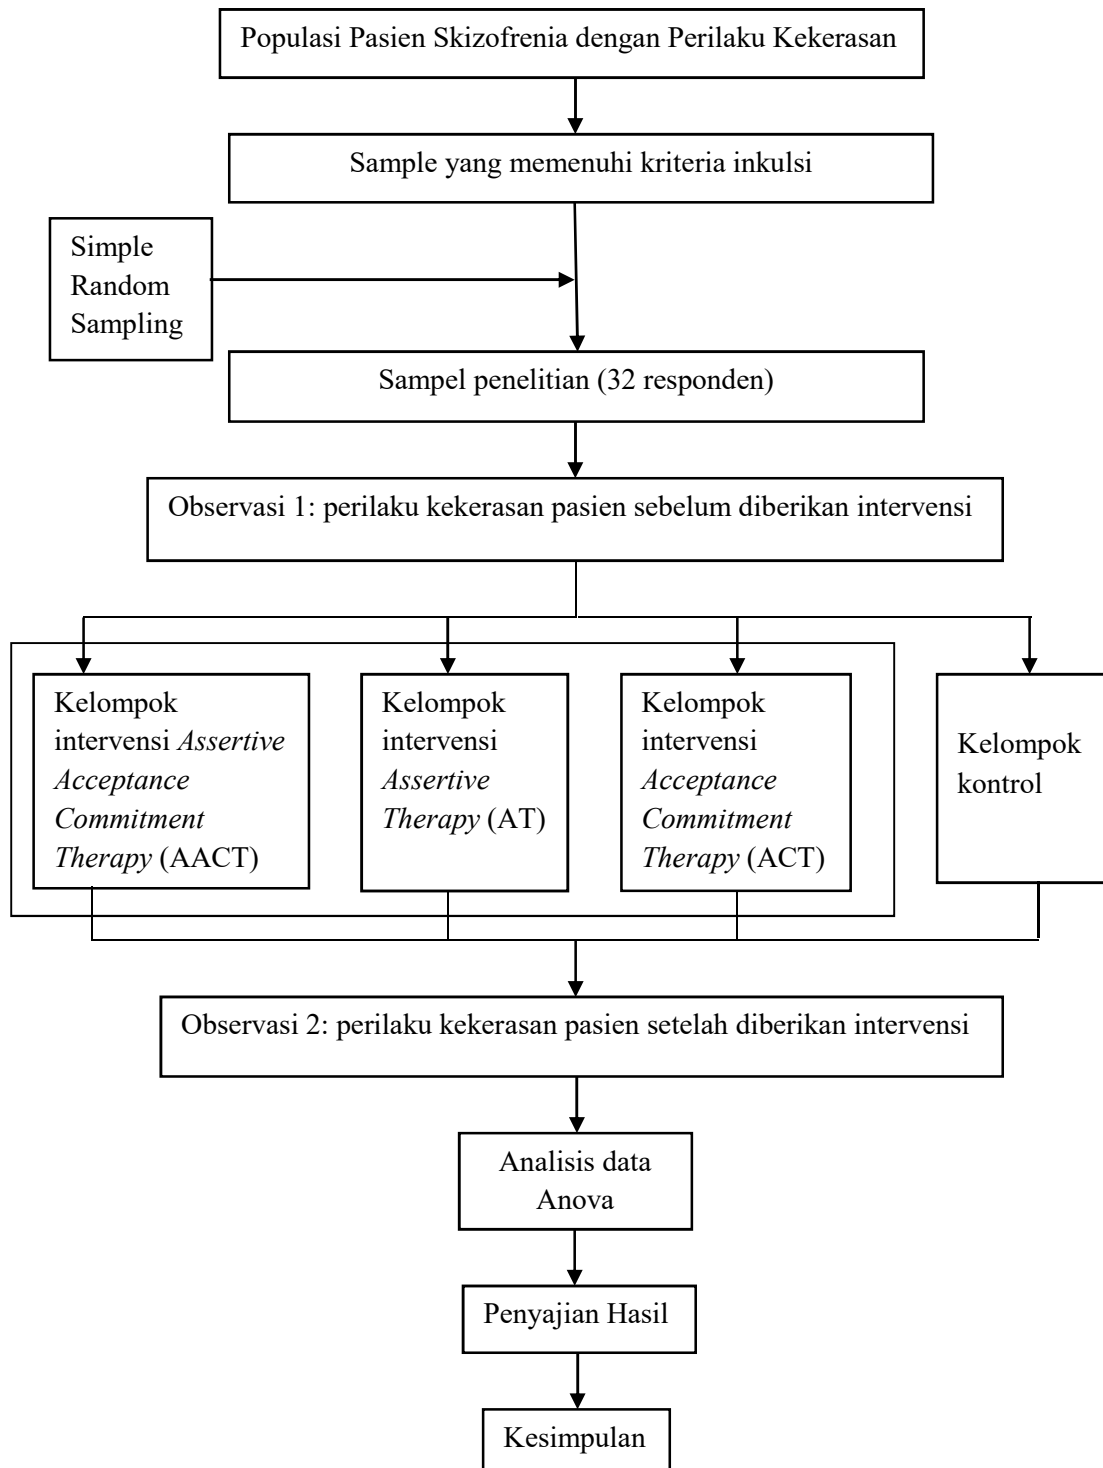 Populasi Pasien Skizofrenia dengan Perilaku Kekerasan
Sample yang memenuhi kriteria inkulsi
Simple
Random
Sampling
Sampel penelitian (32 responden)
Observasi 1: perilaku kekerasan pasien sebelum diberikan intervensi
Kelompok
intervensi Assertive
Acceptance
Commitment
Therapy (AACT)
Kelompok
intervensi
Assertive
Therapy (AT)
Kelompok
intervensi
Acceptance
Commitment
Therapy (ACT)
Kelompok
kontrol
Observasi 2: perilaku kekerasan pasien setelah diberikan intervensi
Analisis data
Anova
Penyajian Hasil
Kesimpulan